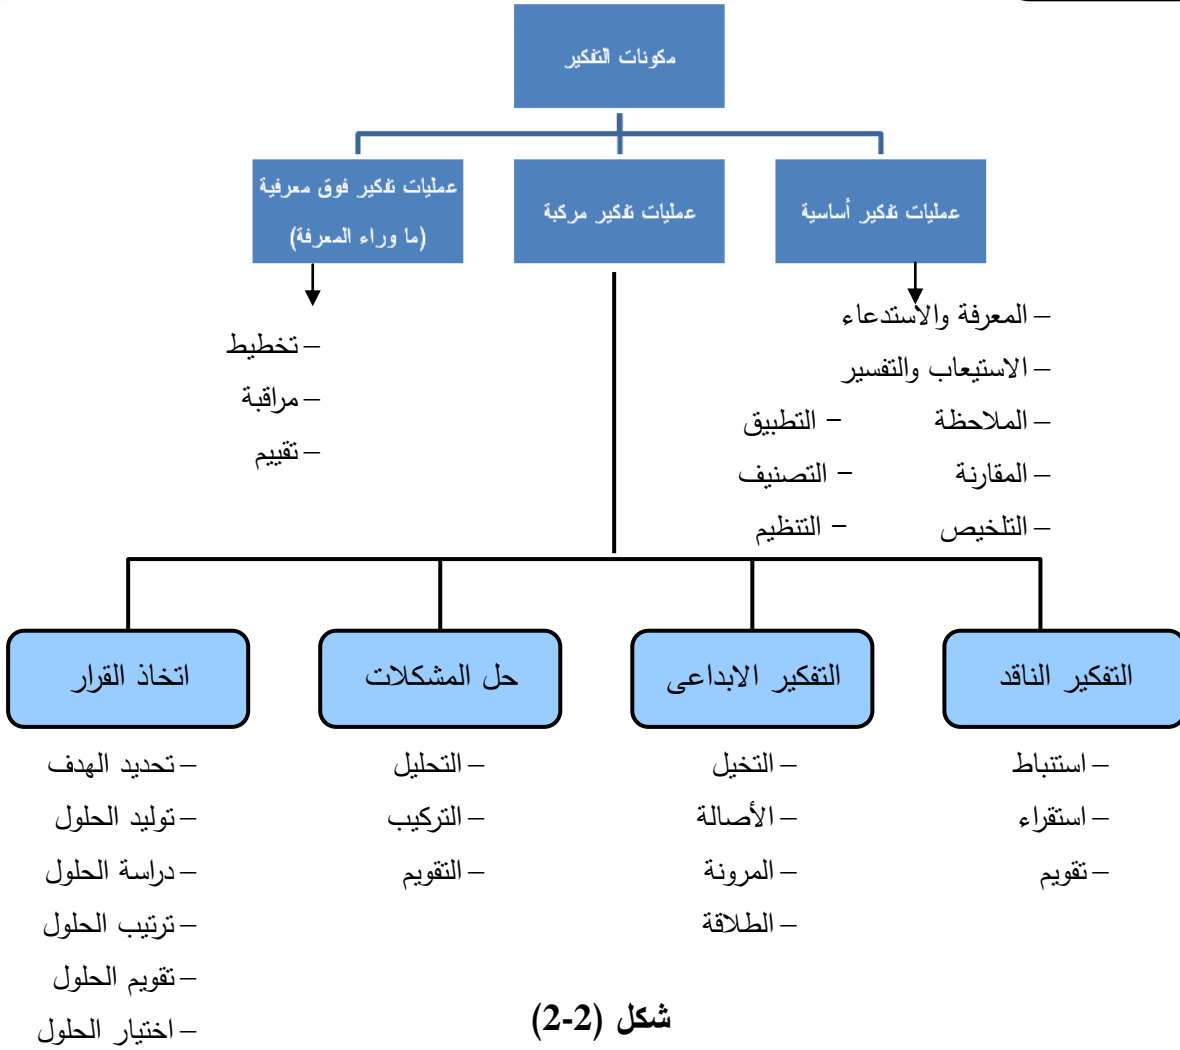 مكونات التفكير
عمليات تفكير أساسية
عمليات تفكير مركبة
عمليات تفكير فوق معرفية
(ما وراء المعرفة)
– المعرفة والاستدعاء
– الاستيعاب والتفسير
– الملاحظة – التطبيق
– المقارنة – التصنيف
– التلخيص – التنظيم
– تخطيط
– مراقبة
– تقييم
التفكير الناقد
– استنباط
– استقراء
– تقويم
التفكير الابداعى
– التخيل
– الأصالة
– المرونة
– الطلاقة
حل المشكلات
– التحليل
– التركيب
– التقويم
اتخاذ القرار
– تحديد الهدف
– توليد الحلول
– دراسة الحلول
– ترتيب الحلول
– تقويم الحلول
– اختيار الحلول
شكل (2-2)